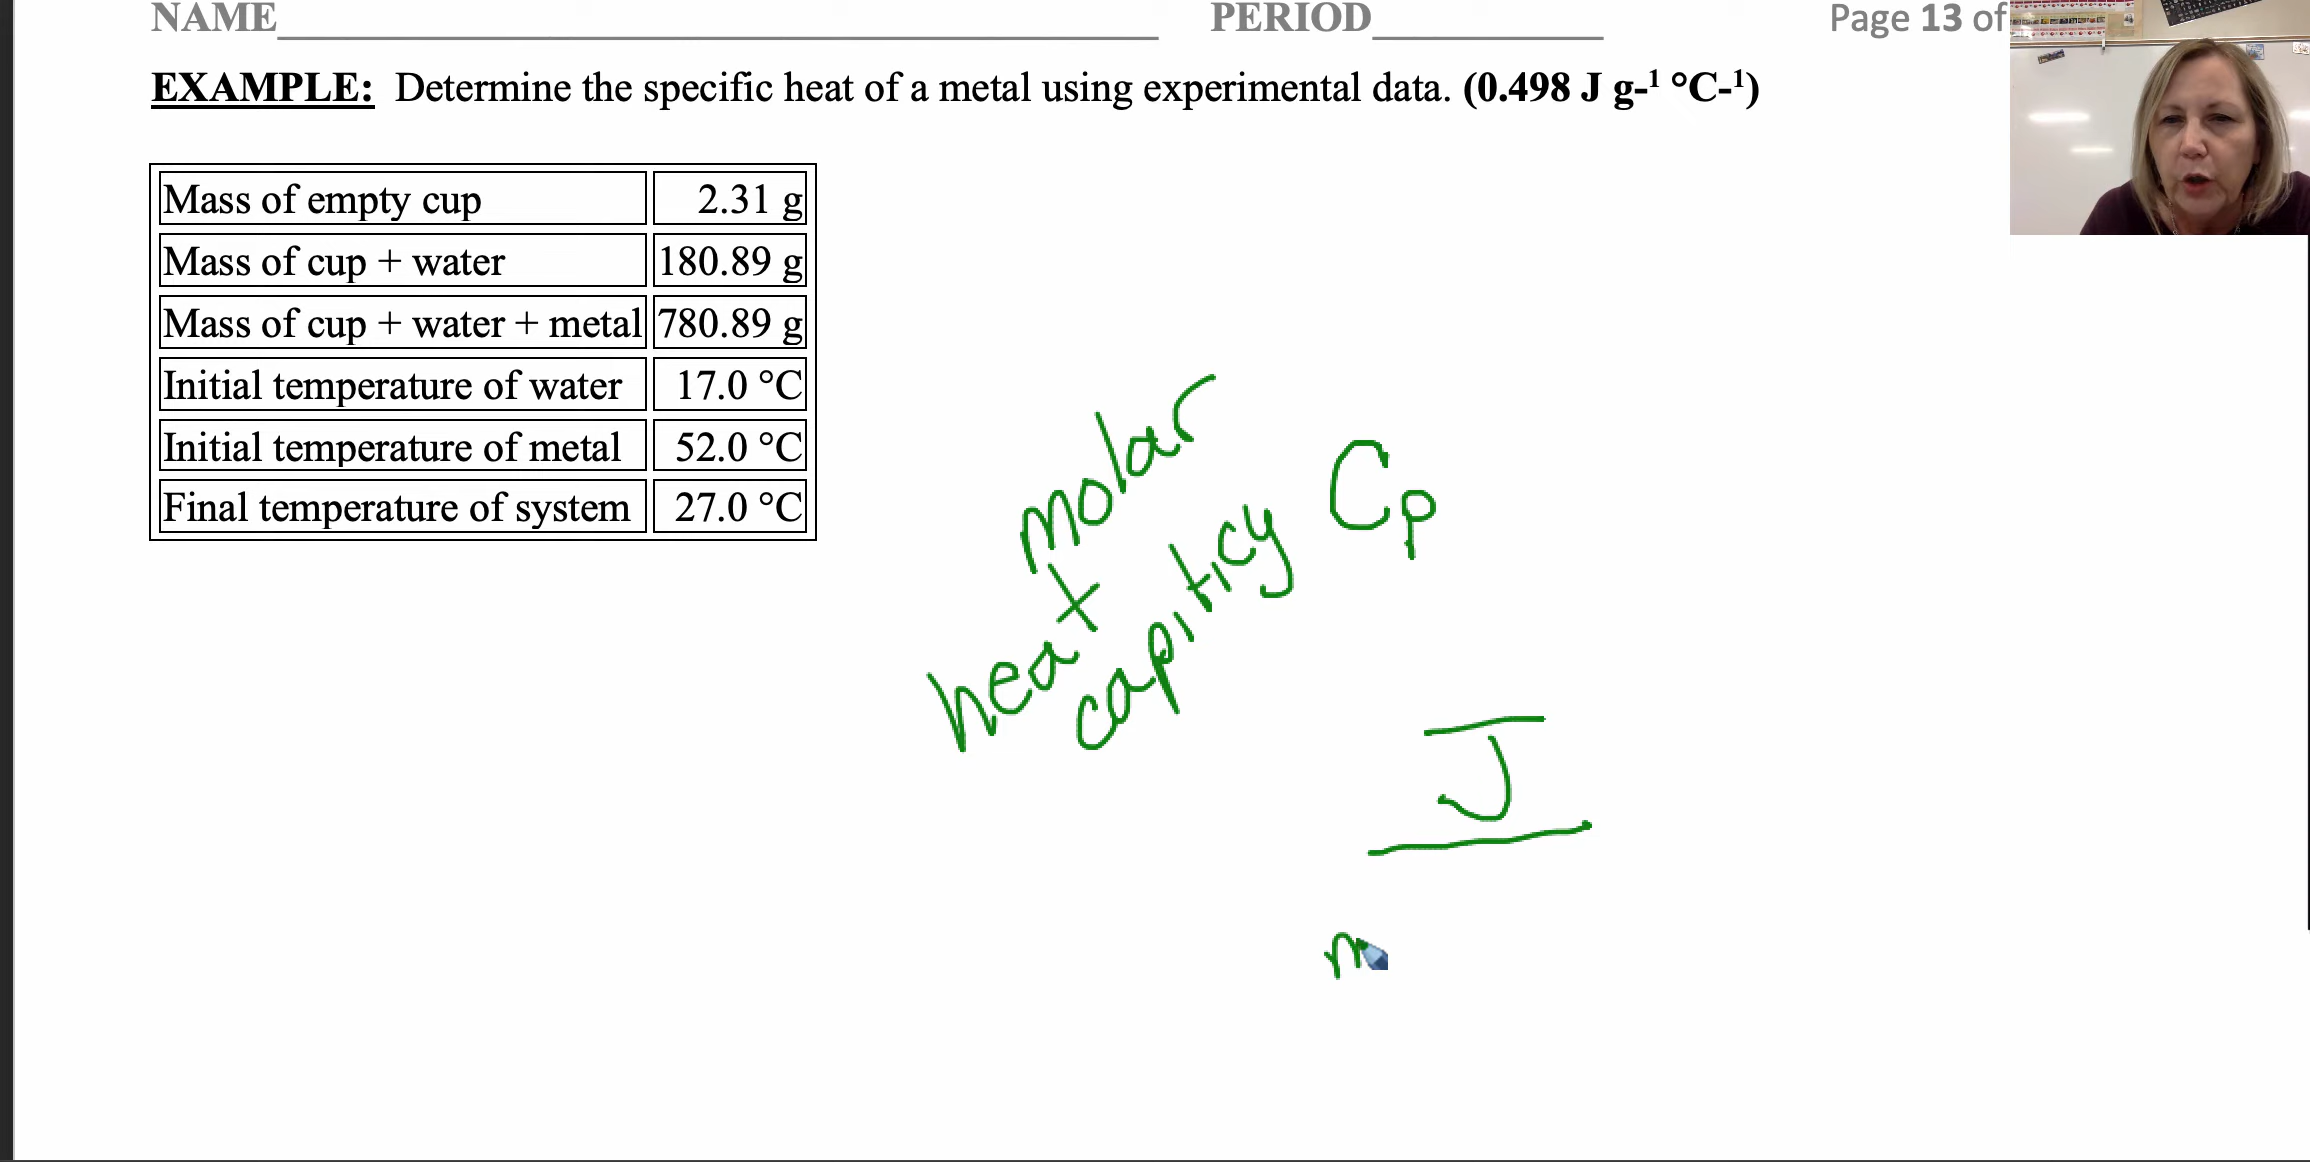 NAME PERIOD Page 13 of
EXAMPLE: Determine the specific heat of a metal using experimental data. (0.498 J g-¹ °C-¹)
Mass of empty cup 2.31 g
Mass of cup + water 180.89 g
Mass of cup + water + metal 780.89 g
Initial temperature of water 17.0 °C
Initial temperature of metal 52.0 °C
Final temperature of system 27.0 °C
molar
heat
capiticy Cp
J
m